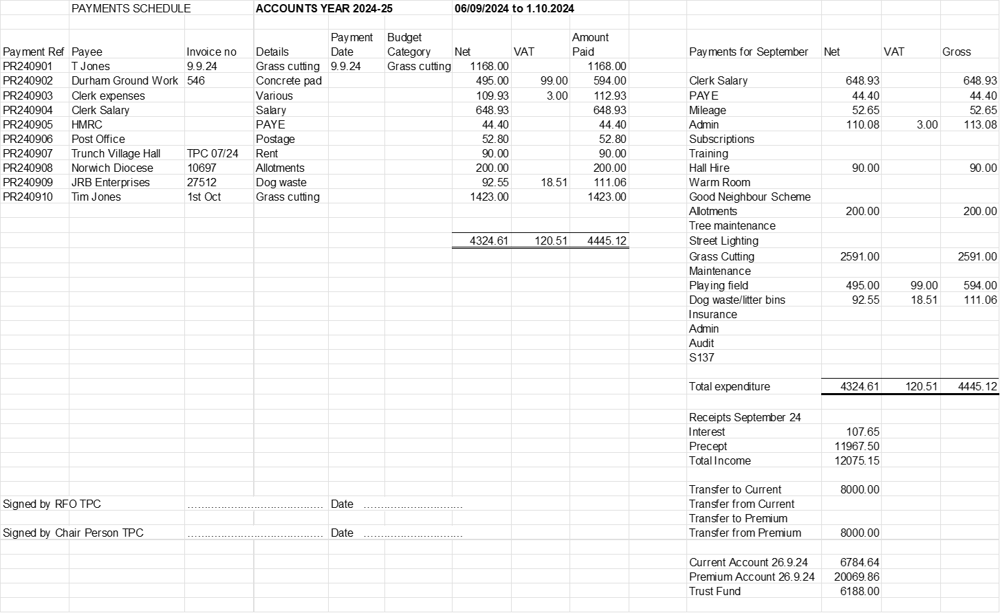 PAYMENTS SCHEDULE ACCOUNTS YEAR 2024-25 06/09/2024 to 1.10.2024
Payment Budget Amount
Payment Ref Payee Invoice no Details Date Category Net VAT Paid Payments for September Net VAT Gross
PR240901 T Jones 9.9.24 Grass cutting 9.9.24 Grass cutting 1168.00 1168.00
PR240902 Durham Ground Work 546 Concrete pad 495.00 99.00 594.00 Clerk Salary 648.93 648.93
PR240903 Clerk expenses Various 109.93 3.00 112.93 PAYE 44.40 44.40
PR240904 Clerk Salary Salary 648.93 648.93 Mileage 52.65 52.65
PR240905 HMRC PAYE 44.40 44.40 Admin 110.08 3.00 113.08
PR240906 Post Office Postage 52.80 52.80 Subscriptions
PR240907 Trunch Village Hall TPC 07/24 Rent 90.00 90.00 Training
PR240908 Norwich Diocese 10697 Allotments 200.00 200.00 Hall Hire 90.00 90.00
PR240909 JRB Enterprises 27512 Dog waste 92.55 18.51 111.06 Warm Room
PR240910 Tim Jones 1st Oct Grass cutting 1423.00 1423.00 Good Neighbour Scheme
Allotments 200.00 200.00
Tree maintenance
4324.61 120.51 4445.12 Street Lighting
Grass Cutting 2591.00 2591.00
Maintenance
Playing field 495.00 99.00 594.00
Dog waste/litter bins 92.55 18.51 111.06
Insurance
Admin
Audit
S137
Total expenditure 4324.61 120.51 4445.12
Receipts September 24
Interest 107.65
Precept 11967.50
Total Income 12075.15
Transfer to Current 8000.00
Signed by RFO TPC ........................................ Date ............................. Transfer from Current
Transfer to Premium
Signed by Chair Person TPC ........................................ Date ............................. Transfer from Premium 8000.00
Current Account 26.9.24 6784.64
Premium Account 26.9.24 20069.86
Trust Fund 6188.00